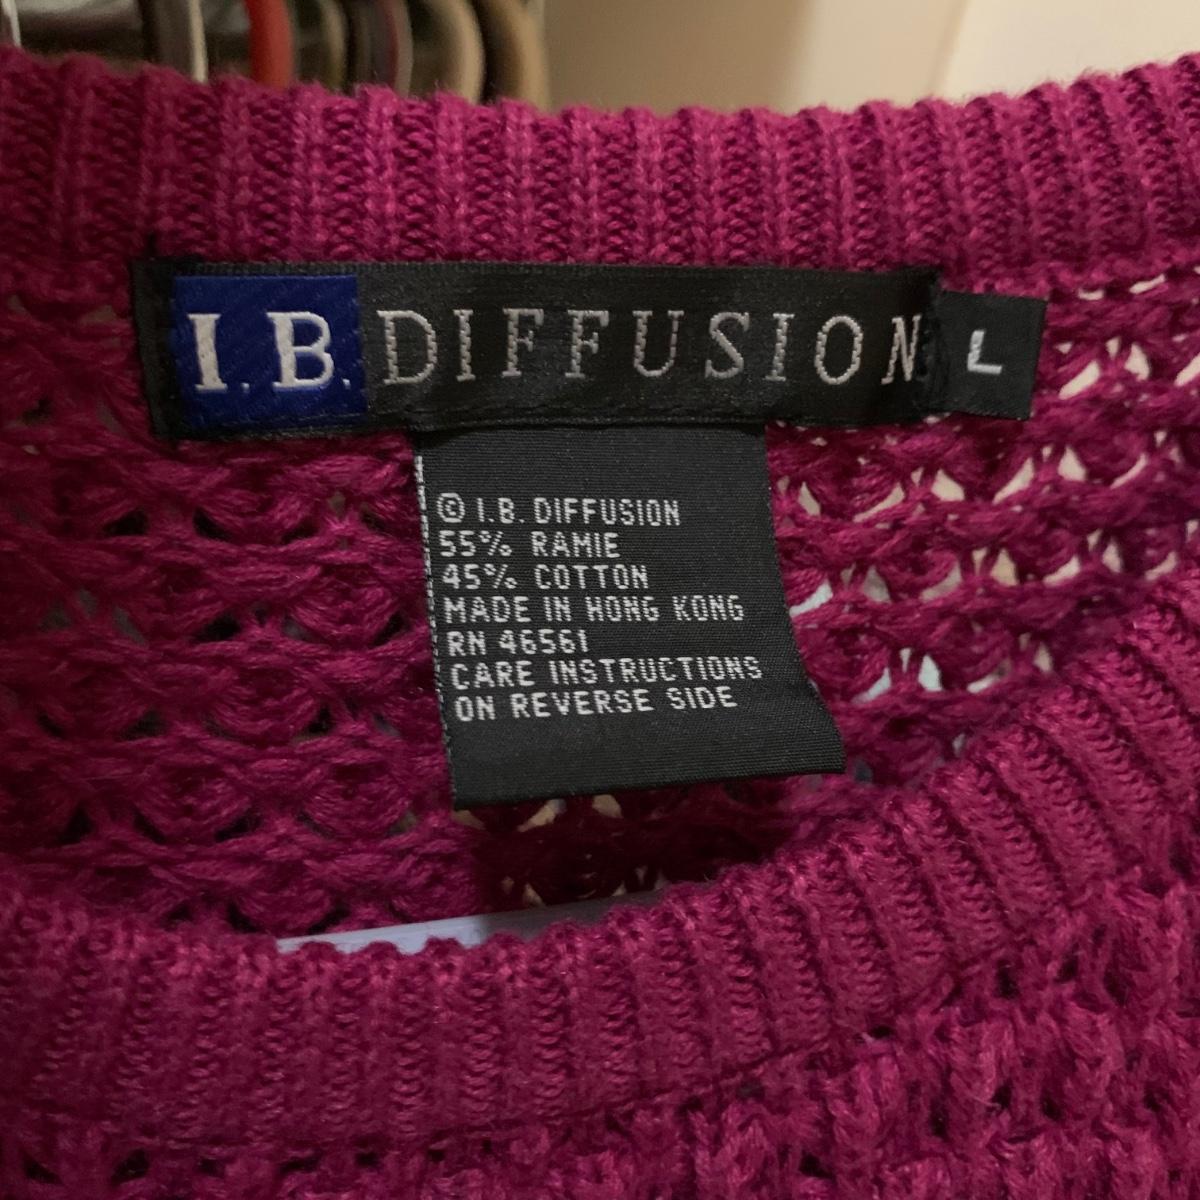 I.B. DIFFUSION L
© I.B. DIFFUSION
55% RAMIE
45% COTTON
MADE IN HONG KONG
RN 46561
CARE INSTRUCTIONS
ON REVERSE SIDE